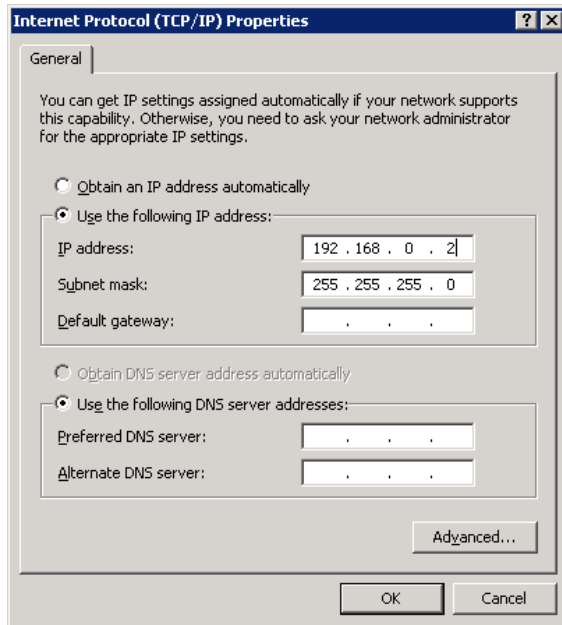 Internet Protocol (TCP/IP) Properties
General
You can get IP settings assigned automatically if your network supports
this capability. Otherwise, you need to ask your network administrator
for the appropriate IP settings.
Obtain an IP address automatically
Use the following IP address:
IP address: 192 . 168 . 0 . 2
Subnet mask: 255 . 255 . 255 . 0
Default gateway: . . .
Obtain DNS server address automatically
Use the following DNS server addresses:
Preferred DNS server: . . .
Alternate DNS server: . . .
Advanced...
OK Cancel